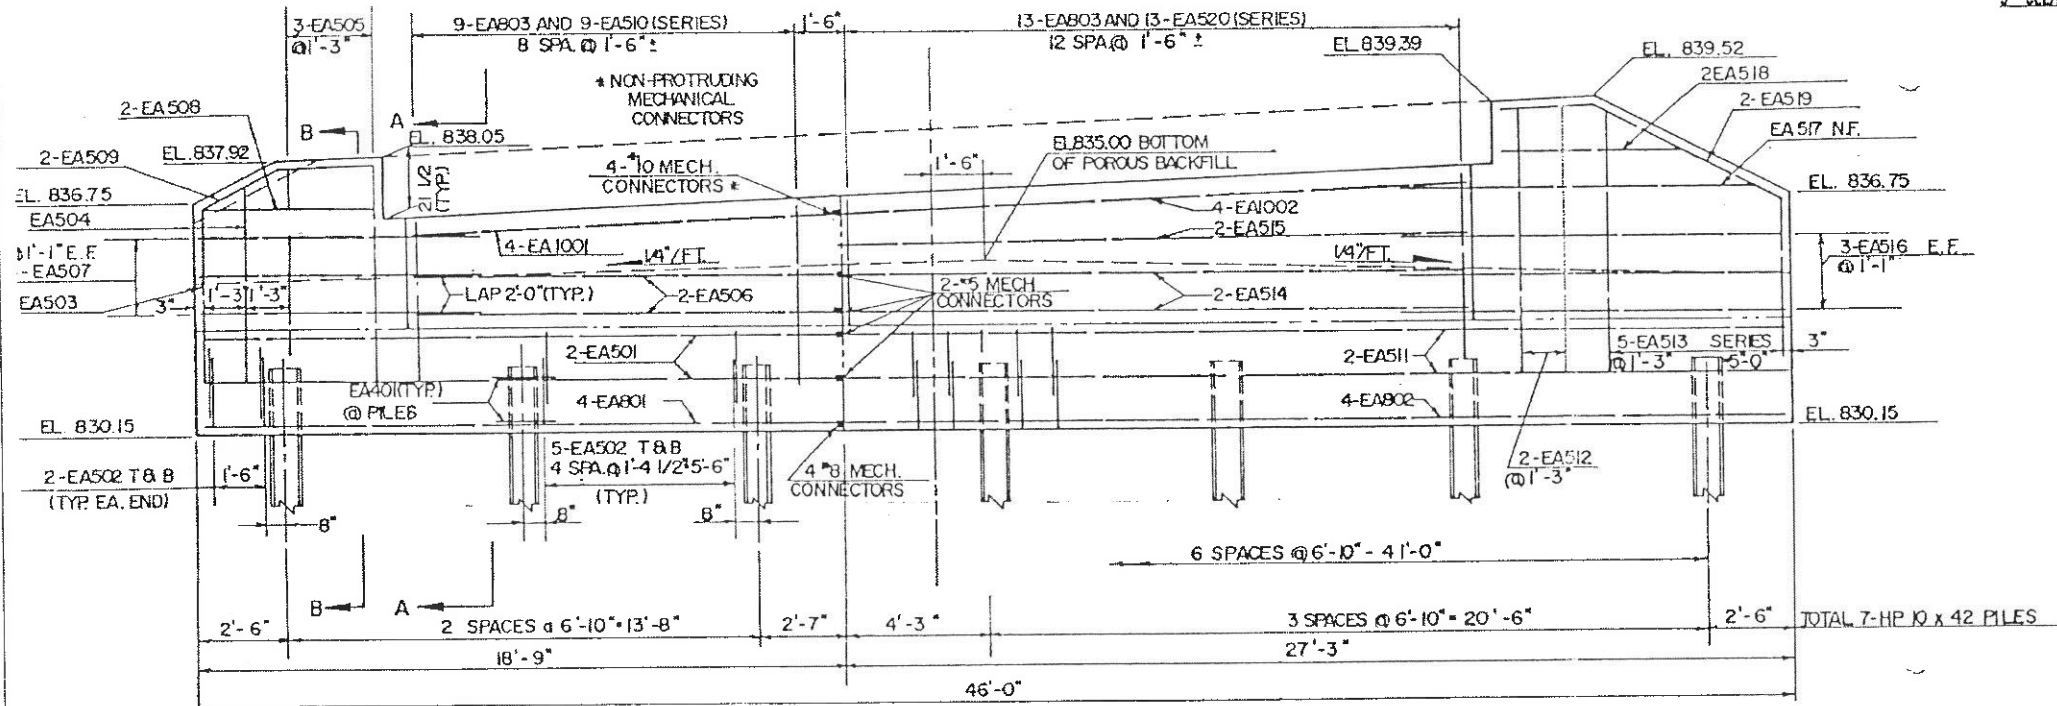 3-EA505
@1'-3"
9-EA803 AND 9-EA510 (SERIES)
8 SPA. @ 1'-6" ±
1'-6"
13-EA803 AND 13-EA520 (SERIES)
12 SPA@ 1'-6" ±
EL. 839.39
EL. 839.52
2EA518
2-EA519
EA517 N.F.
* NON-PROTRUDING
MECHANICAL
CONNECTORS
2-EA508
B
A
EL. 838.05
2-EA509
EL. 837.92
4-#10 MECH.
CONNECTORS *
1'-6"
EL835.00 BOTTOM
OF POROUS BACKFILL
EL. 836.75
EL. 836.75
EA504
21 1/2
(TYP.)
4-EA1002
2-EA515
4-EA1001
1/4"/FT.
1/4"/FT.
1'-1" E.F.
-EA507
EA503
3"
1'-3"
1'-3"
LAP 2'-0"(TYP.)
2-EA506
2-#5 MECH
CONNECTORS
2-EA514
3-EA516 E.F.
@ 1'-1"
2-EA501
2-EA511
5-EA513 SERIES
@ 1'-3" 5'-0"
3"
EA401(TYP.)
@ PILES
4-EA801
4-EA802
EL. 830.15
EL. 830.15
2-EA502 T & B
(TYP. EA. END)
1'-6"
5-EA502 T & B
4 SPA.@ 1'-4 1/2"5'-6"
(TYP.)
4 #8 MECH.
CONNECTORS
2-EA512
@ 1'-3"
8"
8"
8"
6 SPACES @ 6'-10" - 41'-0"
B
A
2'-6"
2 SPACES @ 6'-10" = 13'-8"
2'-7"
4'-3"
3 SPACES @ 6'-10" = 20'-6"
2'-6"
TOTAL 7-HP 10 x 42 PILES
18'-9"
27'-3"
46'-0"